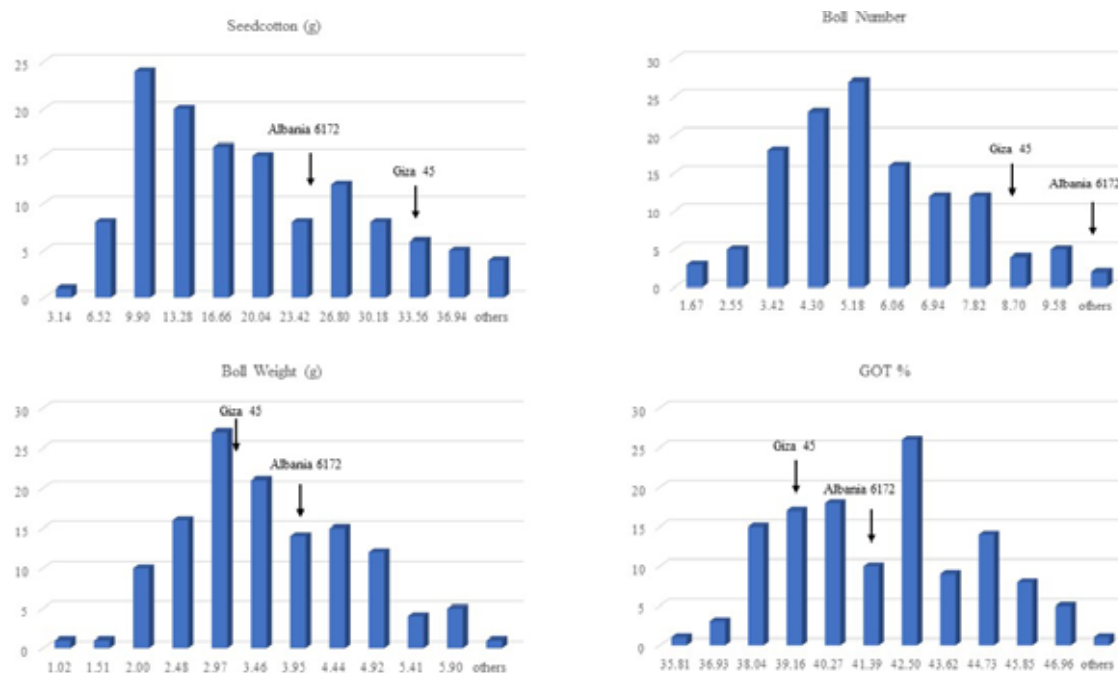 Seedcotton (g)
25
20
15
10
5
0
Albania 6172
Giza 45
3.14 6.52 9.90 13.28 16.66 20.04 23.42 26.80 30.18 33.56 36.94 others
Boll Number
30
25
20
15
10
5
0
Giza 45
Albania 6172
1.67 2.55 3.42 4.30 5.18 6.06 6.94 7.82 8.70 9.58 others
Boll Weight (g)
30
25
20
15
10
5
0
Giza 45
Albania 6172
1.02 1.51 2.00 2.48 2.97 3.46 3.95 4.44 4.92 5.41 5.90 others
GOT %
30
25
20
15
10
5
0
Giza 45
Albania 6172
35.81 36.93 38.04 39.16 40.27 41.39 42.50 43.62 44.73 45.85 46.96 others